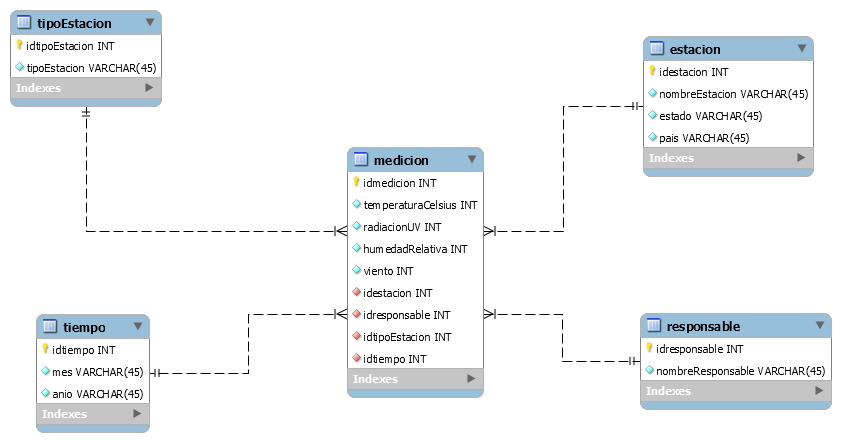 tipoEstacion
idtipoEstacion INT
tipoEstacion VARCHAR(45)
Indexes
estacion
idestacion INT
nombreEstacion VARCHAR(45)
estado VARCHAR(45)
pais VARCHAR(45)
Indexes
medicion
idmedicion INT
temperaturaCelsius INT
radiacionUV INT
humedadRelativa INT
viento INT
idestacion INT
idresponsable INT
idtipoEstacion INT
idtiempo INT
Indexes
tiempo
idtiempo INT
mes VARCHAR(45)
anio VARCHAR(45)
Indexes
responsable
idresponsable INT
nombreResponsable VARCHAR(45)
Indexes